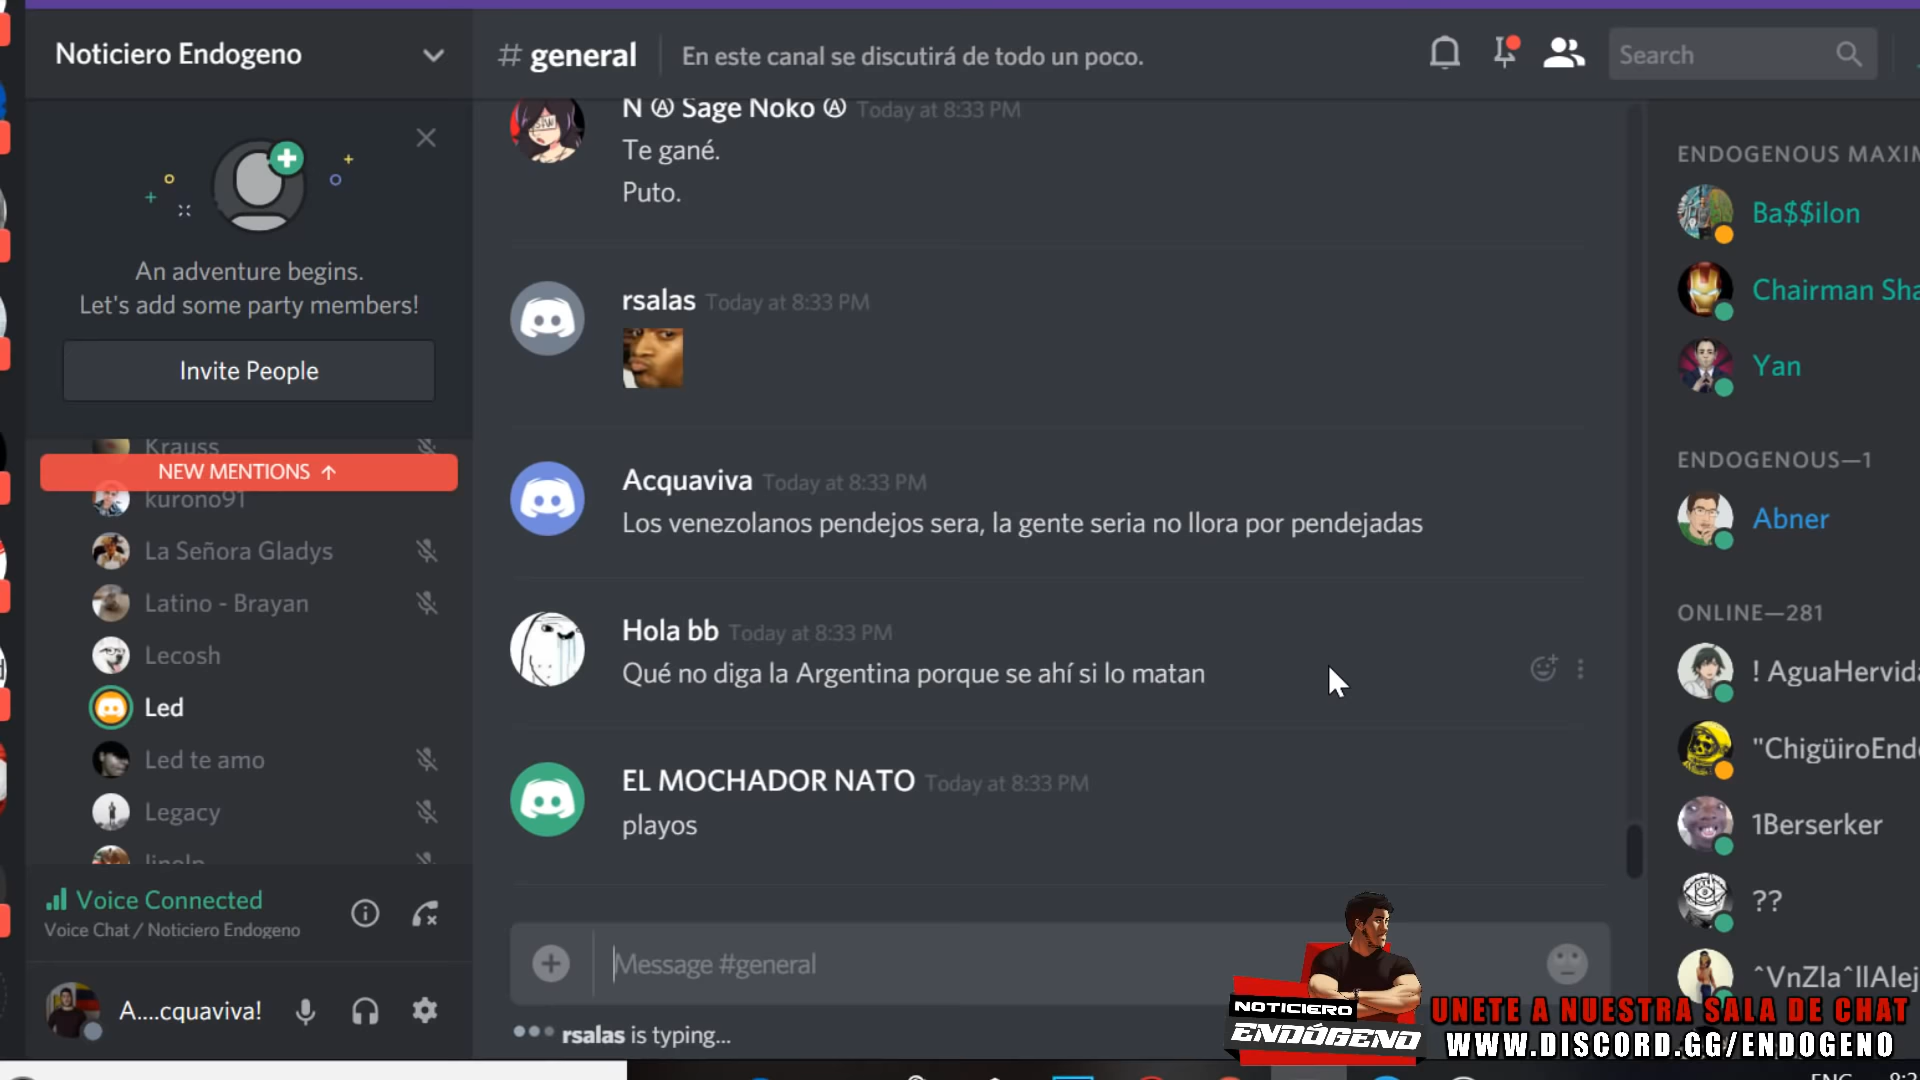 Noticiero Endogeno
# general
En este canal se discutirá de todo un poco.
Search
An adventure begins.
Let's add some party members!
Invite People
Krauss
NEW MENTIONS ↑
kurono91
La Señora Gladys
Latino - Brayan
Lecosh
Led
Led te amo
Legacy
Voice Connected
Voice Chat / Noticiero Endogeno
A....cquaviva!
N Ⓐ Sage Noko Ⓐ Today at 8:33 PM
Te gané.
Puto.
rsalas Today at 8:33 PM
Acquaviva Today at 8:33 PM
Los venezolanos pendejos sera, la gente seria no llora por pendejadas
Hola bb Today at 8:33 PM
Qué no diga la Argentina porque se ahí si lo matan
EL MOCHADOR NATO Today at 8:33 PM
playos
Message #general
rsalas is typing...
ENDOGENOUS MAXIM
Ba$$ilon
Chairman Sha
Yan
ENDOGENOUS—1
Abner
ONLINE—281
! AguaHervida
"ChigüiroEndo
1Berserker
??
^VnZla^llAlej
NOTICIERO
ENDÓGENO
UNETE A NUESTRA SALA DE CHAT
WWW.DISCORD.GG/ENDOGENO